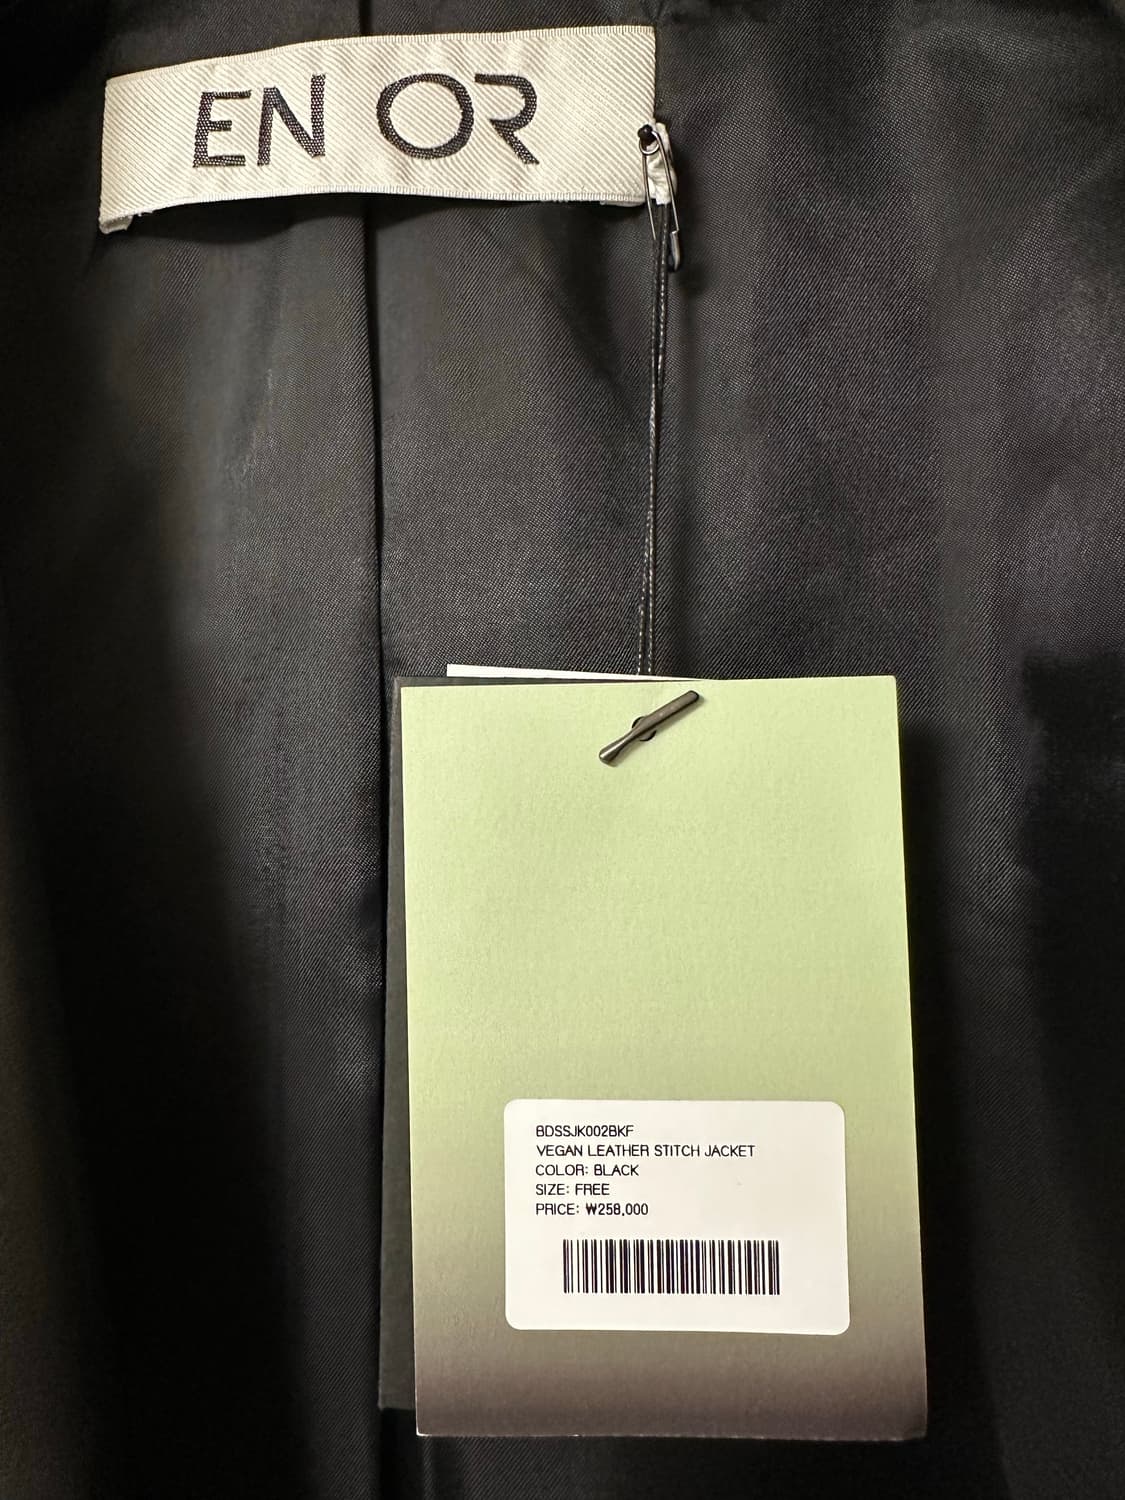 EN OR
BDSSJK002BKF
VEGAN LEATHER STITCH JACKET
COLOR: BLACK
SIZE: FREE
PRICE: ₩258,000